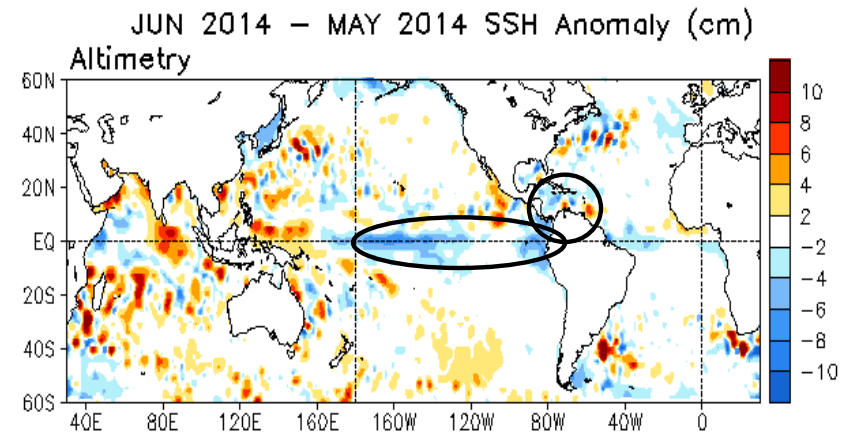 JUN 2014 - MAY 2014 SSH Anomaly (cm)
Altimetry
60N
40N
20N
EQ
20S
40S
60S
40E 80E 120E 160E 160W 120W 80W 40W 0
10
8
6
4
2
-2
-4
-6
-8
-10